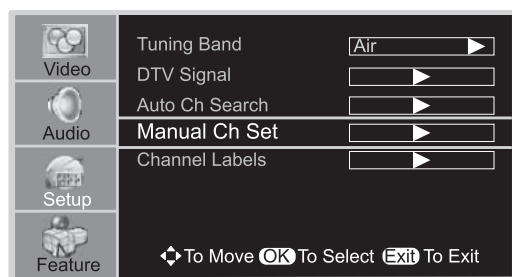 Video
Audio
Setup
Feature
Tuning Band Air
DTV Signal
Auto Ch Search
Manual Ch Set
Channel Labels
To Move OK To Select Exit To Exit